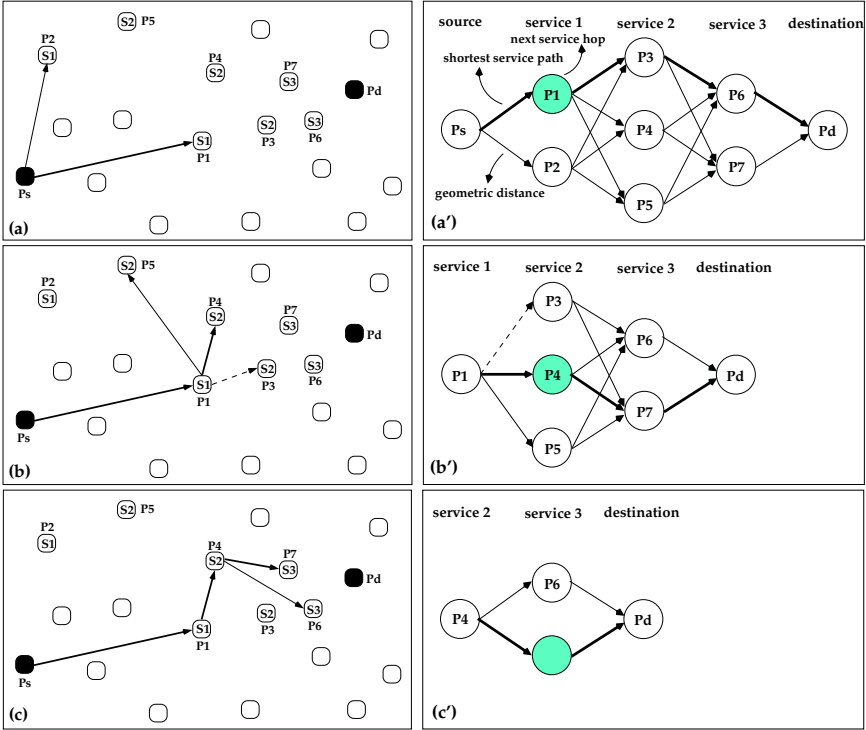 S2 P5
P2
S1
P4
S2
P7
S3
Pd
S1
P1
S2
P3
S3
P6
Ps
(a)
source service 1 service 2 service 3 destination
next service hop
shortest service path
P1
P3
P6
Ps
P4
Pd
P2
P7
geometric distance
P5
(a′)
S2 P5
P2
S1
P4
S2
P7
S3
Pd
S1
P1
S2
P3
S3
P6
Ps
(b)
service 1 service 2 service 3 destination
P3
P6
P1
P4
Pd
P7
P5
(b′)
S2 P5
P2
S1
P4
S2
P7
S3
Pd
S1
P1
S2
P3
S3
P6
Ps
(c)
service 2 service 3 destination
P6
P4
Pd
(c′)